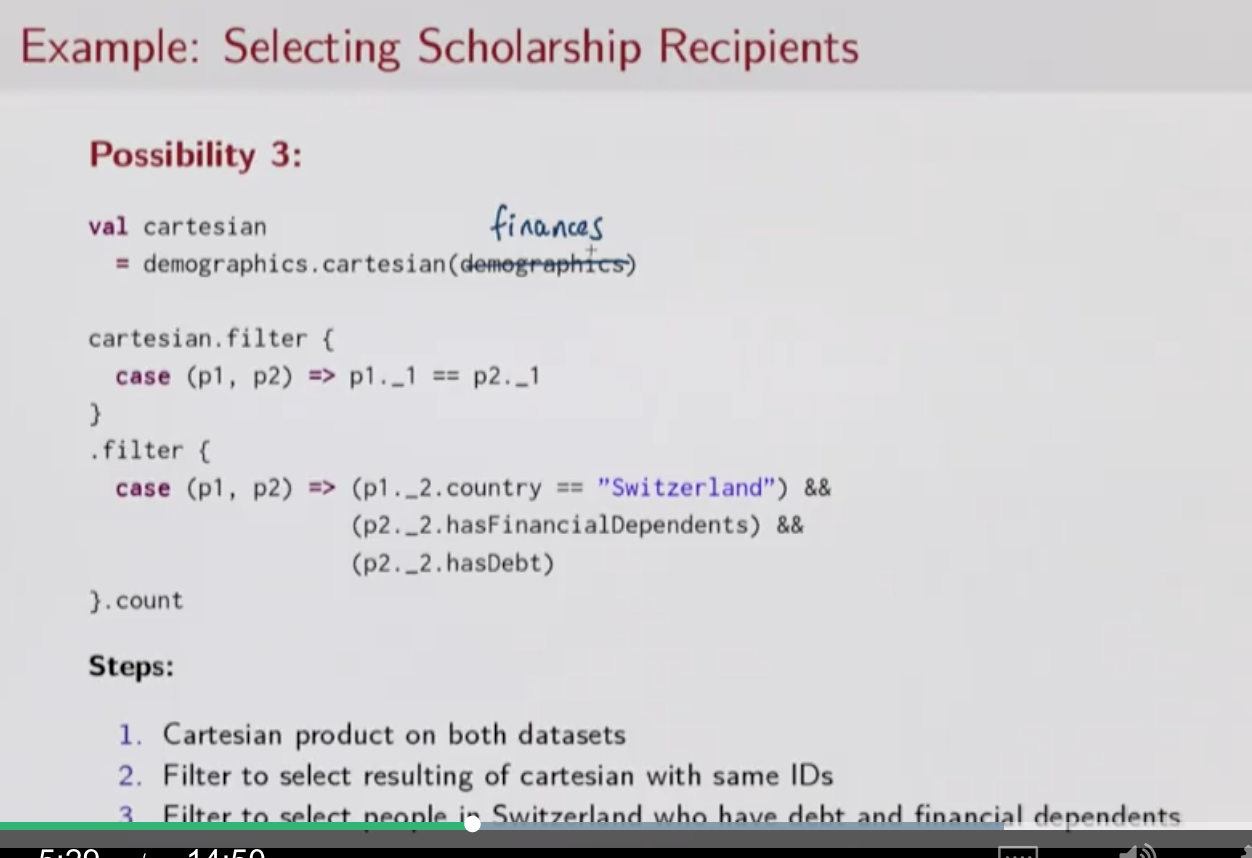 Example: Selecting Scholarship Recipients
Possibility 3:
val cartesian
finances
= demographics.cartesian(demographics)
cartesian.filter {
case (p1, p2) => p1._1 == p2._1
}
.filter {
case (p1, p2) => (p1._2.country == "Switzerland") &&
(p2._2.hasFinancialDependents) &&
(p2._2.hasDebt)
}.count
Steps:
1. Cartesian product on both datasets
2. Filter to select resulting of cartesian with same IDs
3 Filter to select people in Switzerland who have debt and financial dependents
5:29 / 14:50